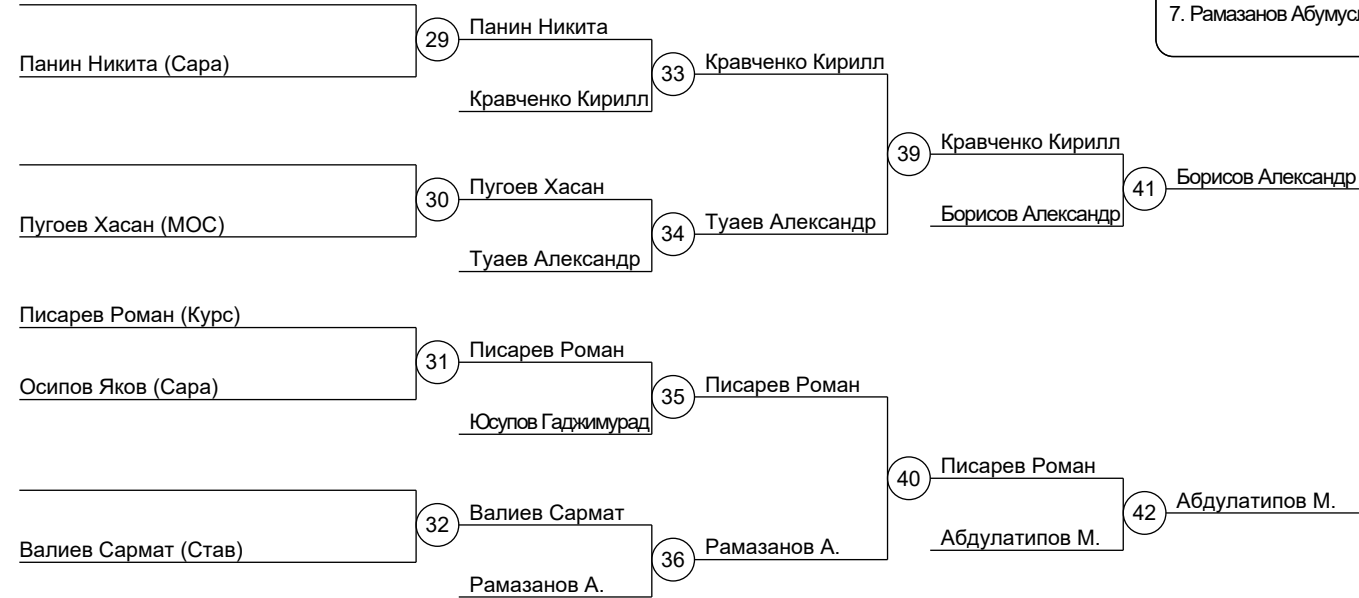 7. Рамазанов
29
Панин Никита
Панин Никита (Сара)
33
Кравченко Кирилл
Кравченко Кирилл
39
Кравченко Кирилл
30
Пугоев Хасан
41
Борисов Александр
Пугоев Хасан (МОС)
34
Туаев Александр
Борисов Александр
Туаев Александр
Писарев Роман (Курс)
31
Писарев Роман
Осипов Яков (Сара)
35
Писарев Роман
Юсупов Гаджимурад
40
Писарев Роман
32
Валиев Сармат
42
Абдулатипов М.
Валиев Сармат (Став)
36
Рамазанов А.
Абдулатипов М.
Рамазанов А.